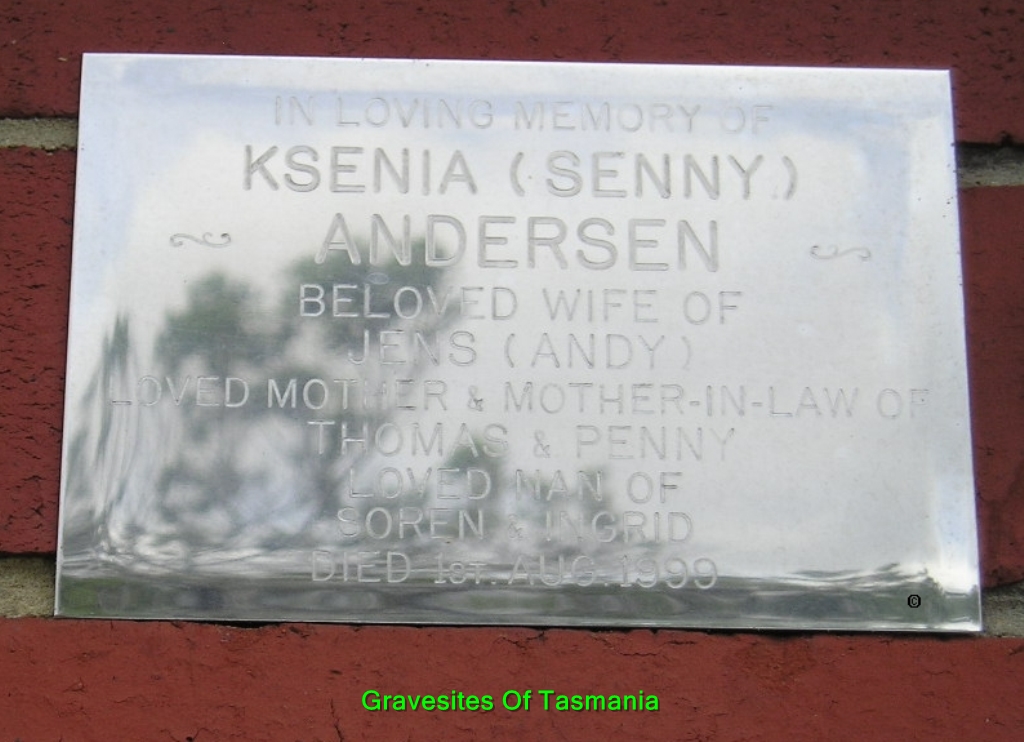 IN LOVING MEMORY OF
KSENIA (SENNY)
ANDERSEN
BELOVED WIFE OF
JENS (ANDY)
LOVED MOTHER & MOTHER-IN-LAW OF
THOMAS & PENNY
LOVED NAN OF
SOREN & INGRID
DIED 1ST. AUG. 1999
©
Gravesites Of Tasmania